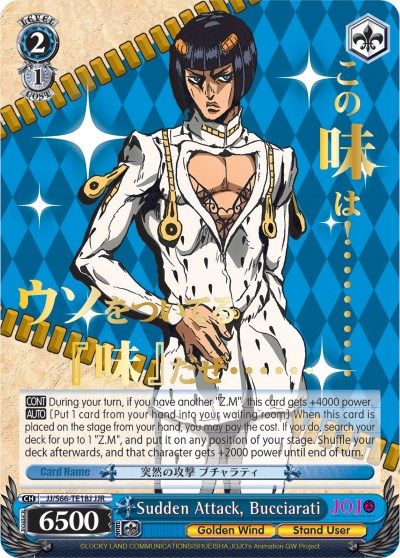 LEVEL
2
1
COST
この味は！………
ウソをついてる
『味』だぜ………
CONT During your turn, if you have another "Z.M", this card gets +4000 power.
AUTO [Put 1 card from your hand into your waiting room] When this card is
placed on the stage from your hand, you may pay the cost. If you do, search your
deck for up to 1 "Z.M", and put it on any position of your stage. Shuffle your
deck afterwards, and that character gets +2000 power until end of turn.
Card Name 突然の攻撃 ブチャラティ
CH JJ/S66-TE18J JJR
POWER 6500 Sudden Attack, Bucciarati JOJO
Golden Wind Stand User
©LUCKY LAND COMMUNICATIONS/SHUEISHA,JOJO's Animation GW Project